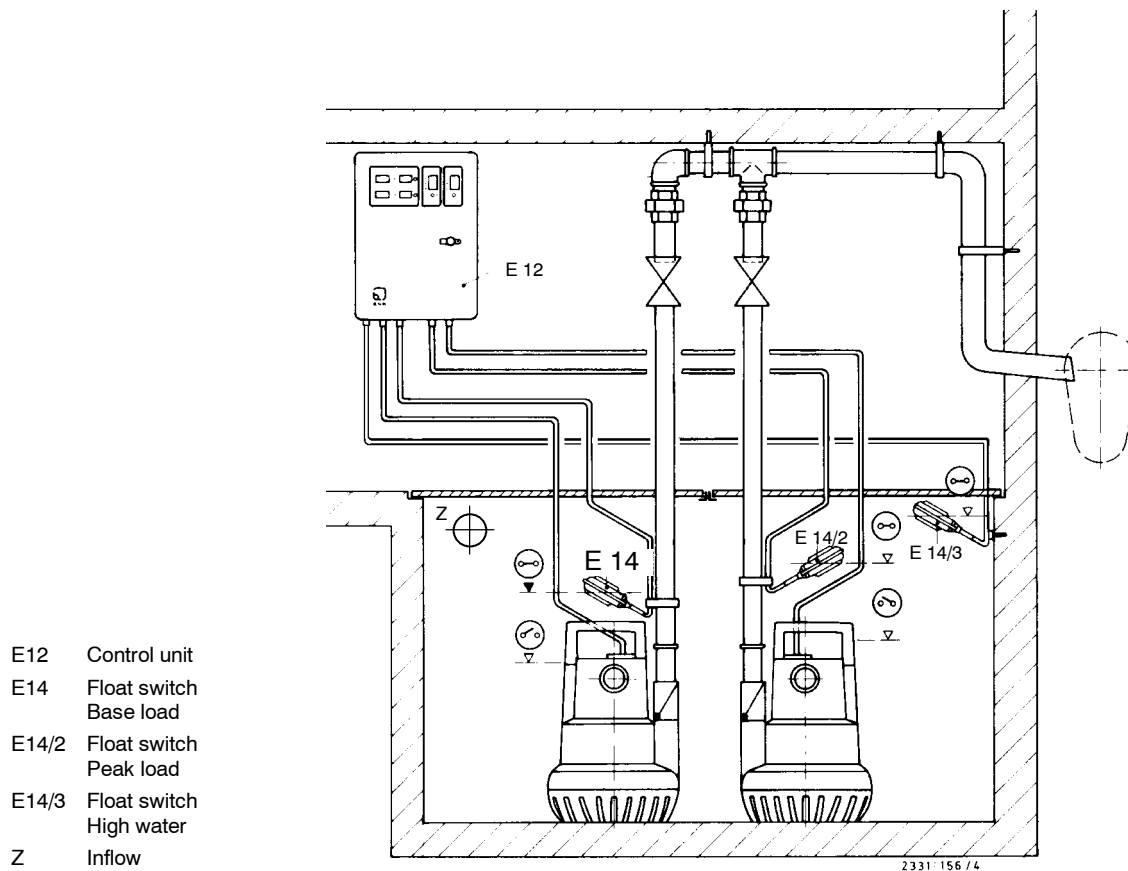 E 12
Z
E 14
E 14/2
E 14/3
E12 Control unit
E14 Float switch
Base load
E14/2 Float switch
Peak load
E14/3 Float switch
High water
Z Inflow
2331:156/4